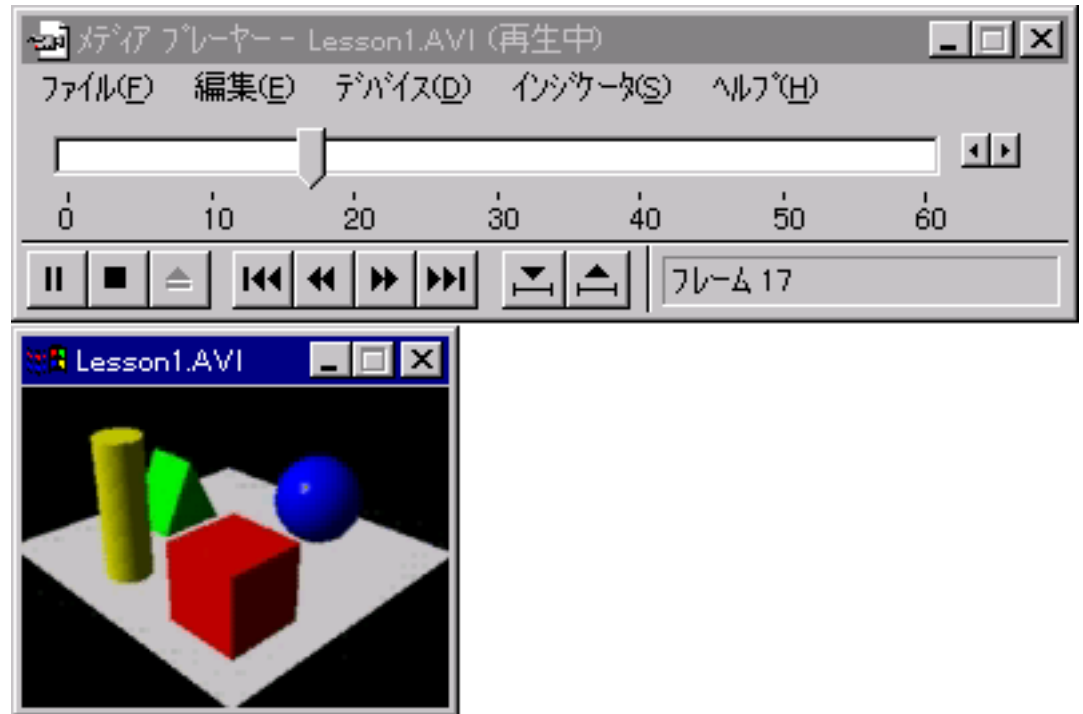 メディア プレーヤー - Lesson1.AVI (再生中)
ファイル(F) 編集(E) デバイス(D) インジケータ(S) ヘルプ(H)
0 10 20 30 40 50 60
フレーム 17
Lesson1.AVI